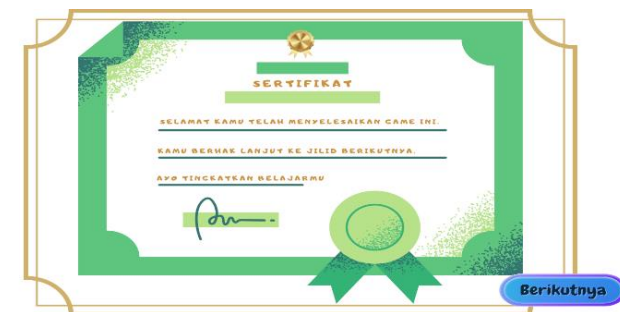 SERTIFIKAT
SELAMAT KAMU TELAH MENYELESAIKAN GAME INI.
KAMU BERHAK LANJUT KE JILID BERIKUTNYA.
AYO TINGKATKAN BELAJARMU
Berikutnya